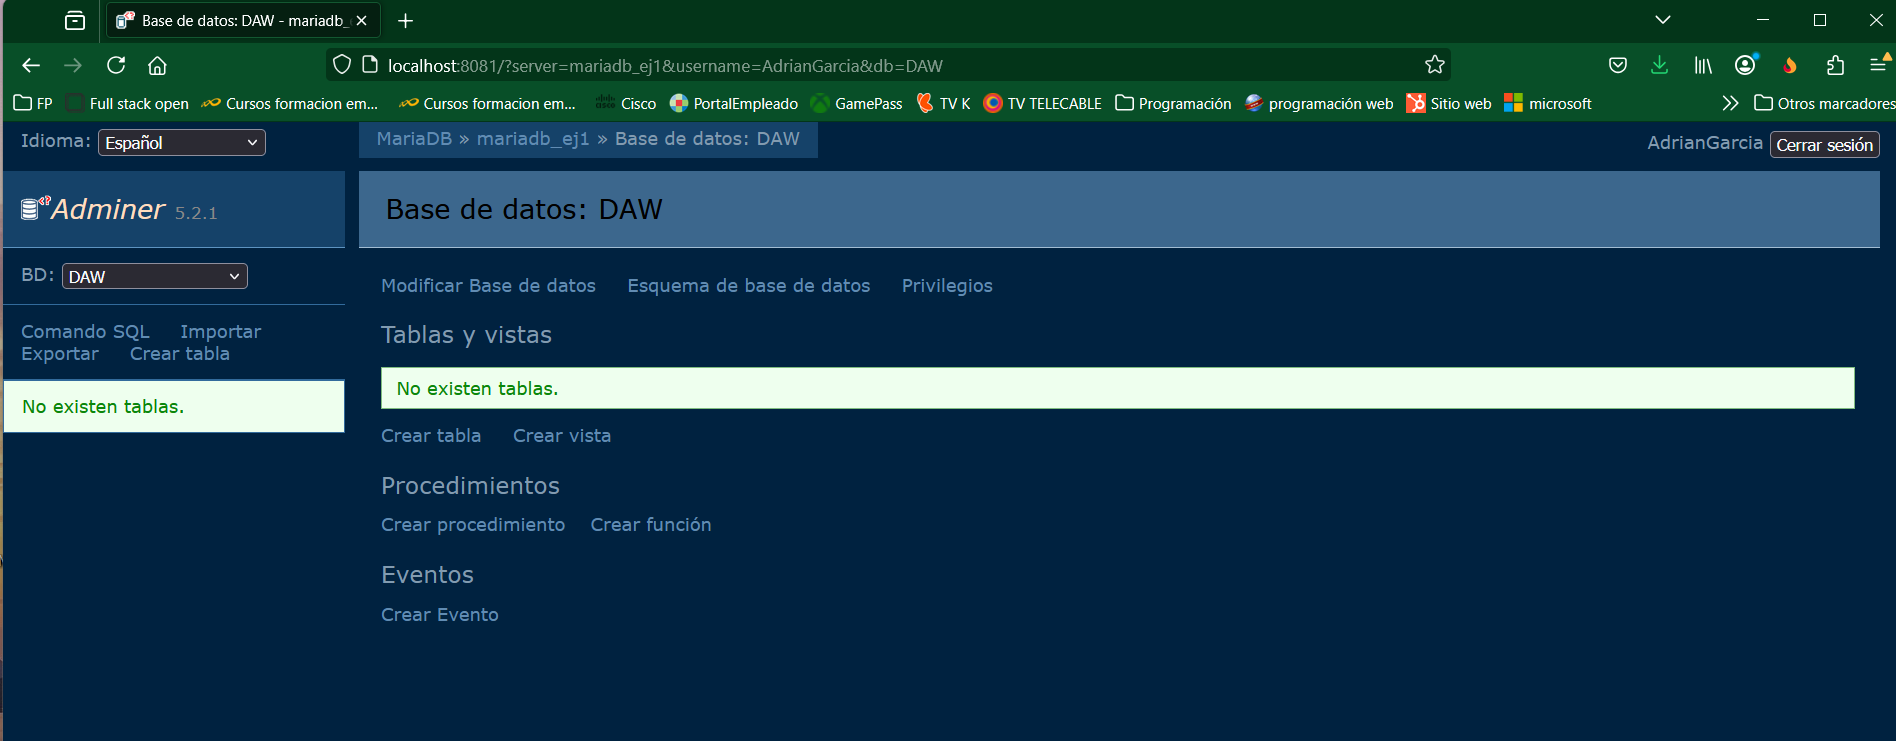 Base de datos: DAW - mariadb_
localhost:8081/?server=mariadb_ej1&username=AdrianGarcia&db=DAW
FP Full stack open Cursos formacion em... Cursos formacion em... Cisco PortalEmpleado GamePass TV K TV TELECABLE Programación programación web Sitio web microsoft Otros marcadores
Idioma: Español
MariaDB » mariadb_ej1 » Base de datos: DAW
AdrianGarcia Cerrar sesión
Adminer 5.2.1
Base de datos: DAW
BD: DAW
Comando SQL Importar
Exportar Crear tabla
No existen tablas.
Modificar Base de datos Esquema de base de datos Privilegios
Tablas y vistas
No existen tablas.
Crear tabla Crear vista
Procedimientos
Crear procedimiento Crear función
Eventos
Crear Evento